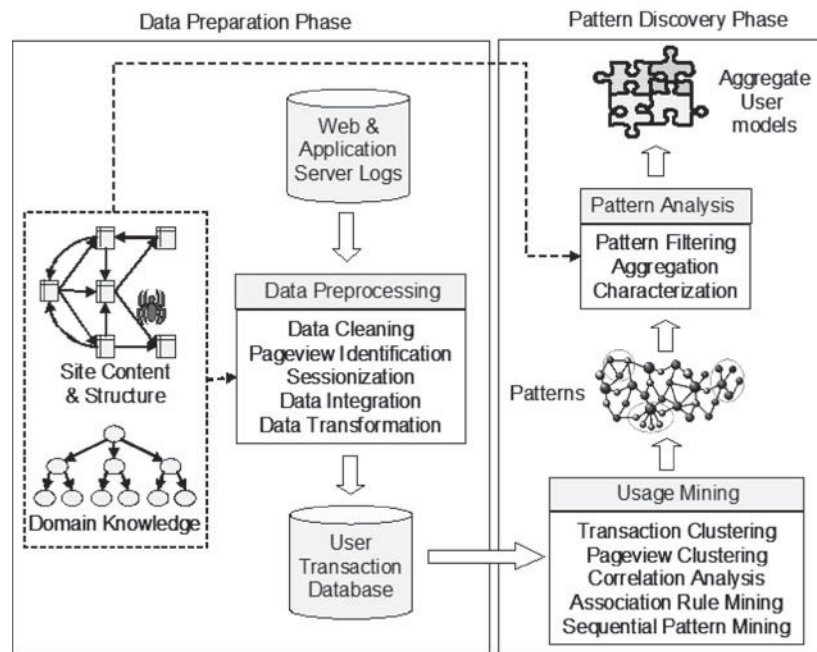 Data Preparation Phase
Web &
Application
Server Logs
Site Content
& Structure
Domain Knowledge
Data Preprocessing
Data Cleaning
Pageview Identification
Sessionization
Data Integration
Data Transformation
User
Transaction
Database
Pattern Discovery Phase
Aggregate
User
models
Pattern Analysis
Pattern Filtering
Aggregation
Characterization
Patterns
Usage Mining
Transaction Clustering
Pageview Clustering
Correlation Analysis
Association Rule Mining
Sequential Pattern Mining